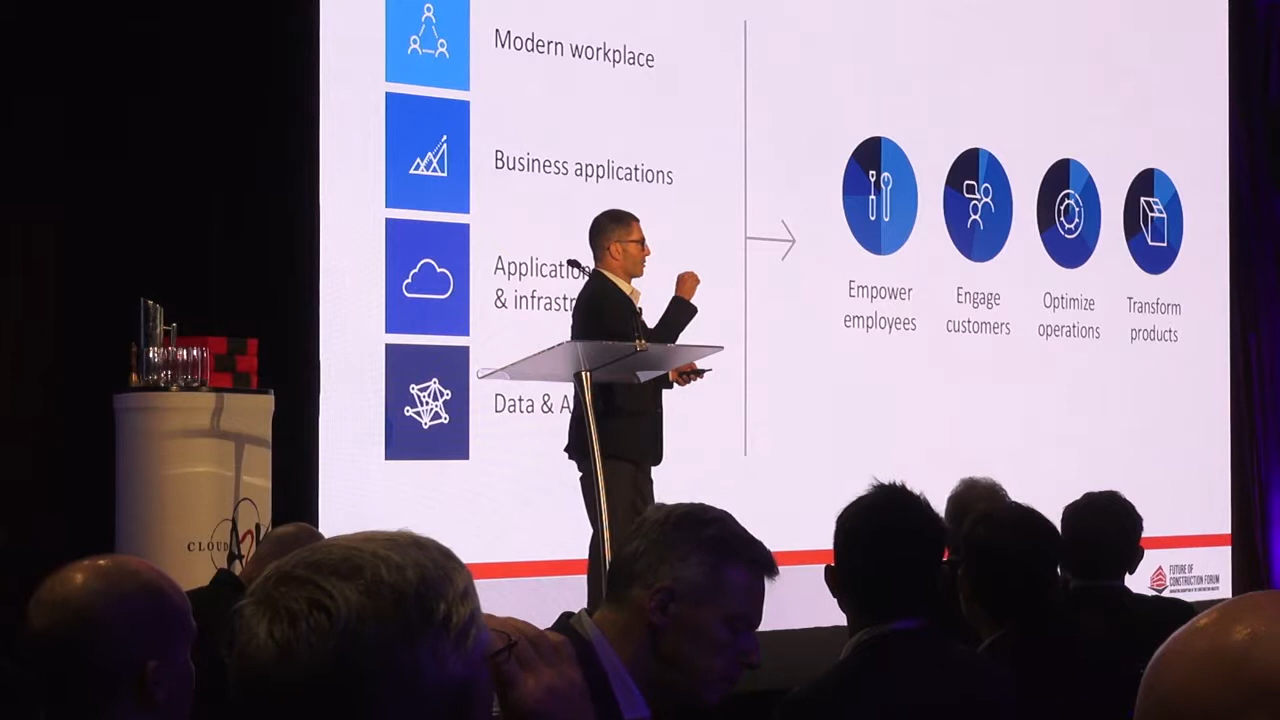 Modern workplace
Business applications
Application
& infrast
Data & A
Empower
employees
Engage
customers
Optimize
operations
Transform
products
CLOUD
FUTURE OF
CONSTRUCTION FORUM